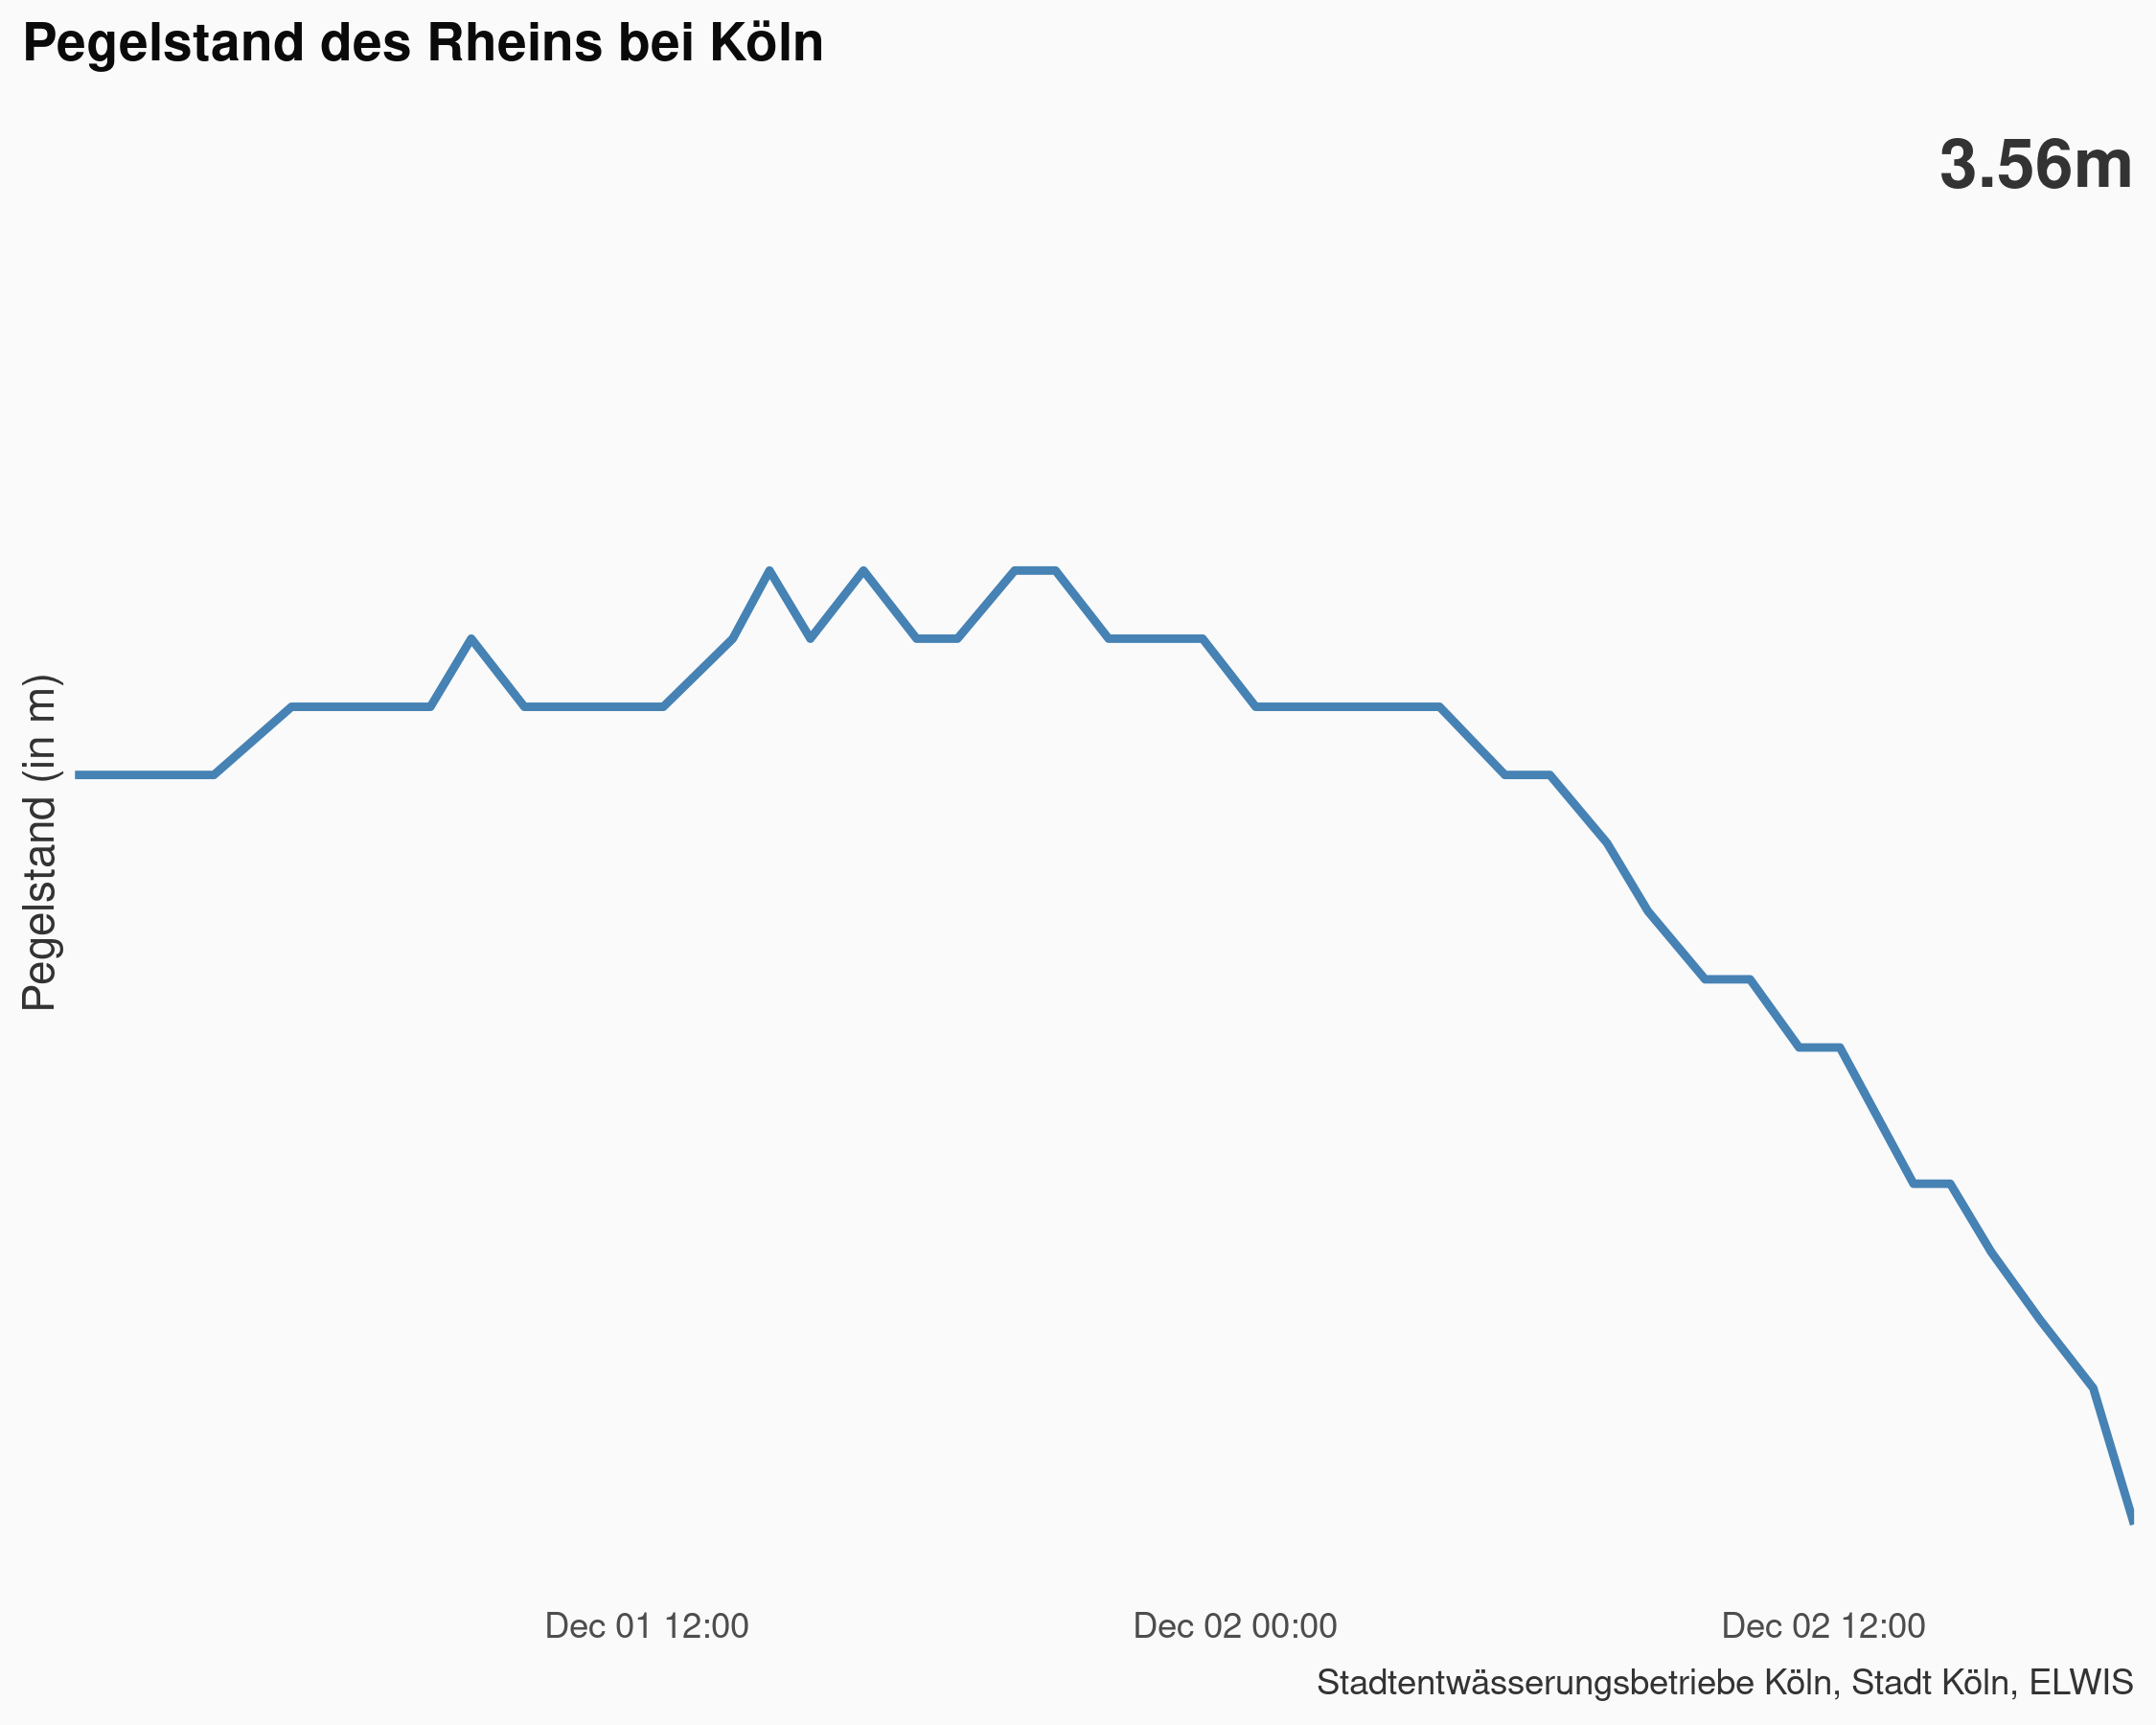 Pegelstand des Rheins bei Köln
3.56m
Pegelstand (in m)
Dec 01 12:00
Dec 02 00:00
Dec 02 12:00
Stadtentwässerungsbetriebe Köln, Stadt Köln, ELWIS